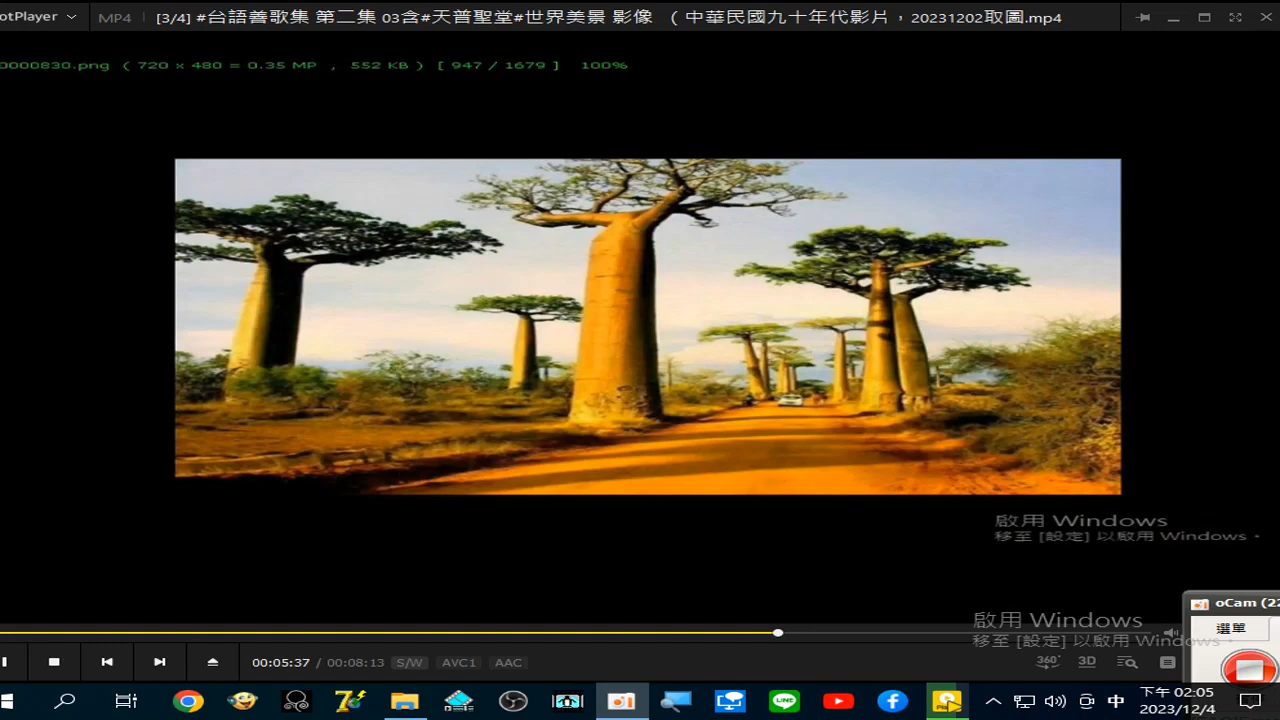 otPlayer
MP4
[3/4] #台語善歌集 第二集 03含#天普聖堂#世界美景 影像 （中華民國九十年代影片，20231202取圖.mp4
0000830.png ( 720 x 480 = 0.35 MP , 552 KB ) [ 947 / 1679 ] 100%
啟用 Windows
移至 [設定] 以啟用 Windows。
oCam (22
啟用 Windows
選單
移至 [設定] 以啟用 Windows。
00:05:37 / 00:08:13 S/W AVC1 AAC
360° 3D
LINE
中
下午 02:05
2023/12/4